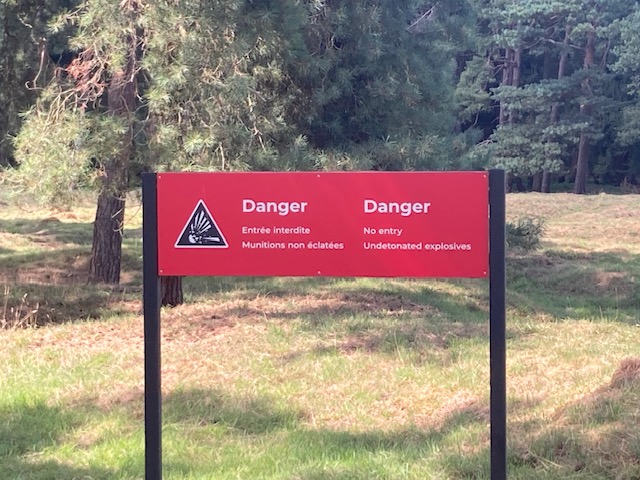 Danger
Entrée interdite
Munitions non éclatées
Danger
No entry
Undetonated explosives